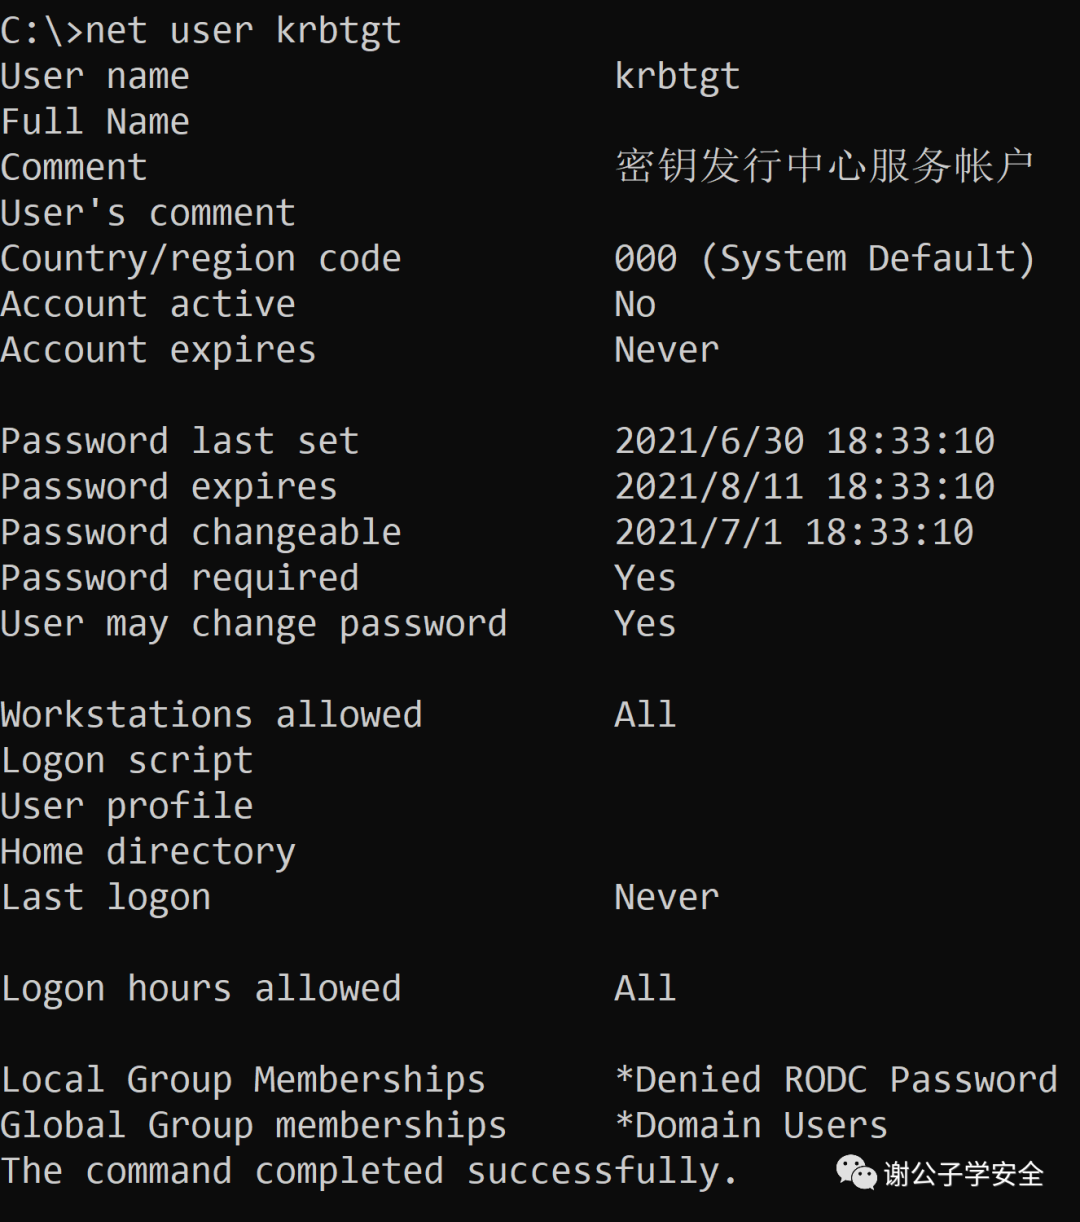 C:\>net user krbtgt
User name krbtgt
Full Name
Comment 密钥发行中心服务帐户
User's comment
Country/region code 000 (System Default)
Account active No
Account expires Never
Password last set 2021/6/30 18:33:10
Password expires 2021/8/11 18:33:10
Password changeable 2021/7/1 18:33:10
Password required Yes
User may change password Yes
Workstations allowed All
Logon script
User profile
Home directory
Last logon Never
Logon hours allowed All
Local Group Memberships *Denied RODC Password
Global Group memberships *Domain Users
The command completed successfully.
谢公子学安全